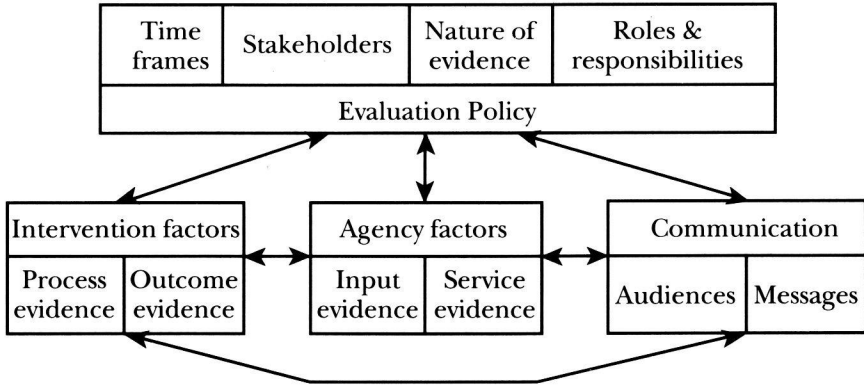 Time
frames
Stakeholders
Nature of
evidence
Roles &
responsibilities
Evaluation Policy
Intervention factors
Process
evidence
Outcome
evidence
Agency factors
Input
evidence
Service
evidence
Communication
Audiences
Messages